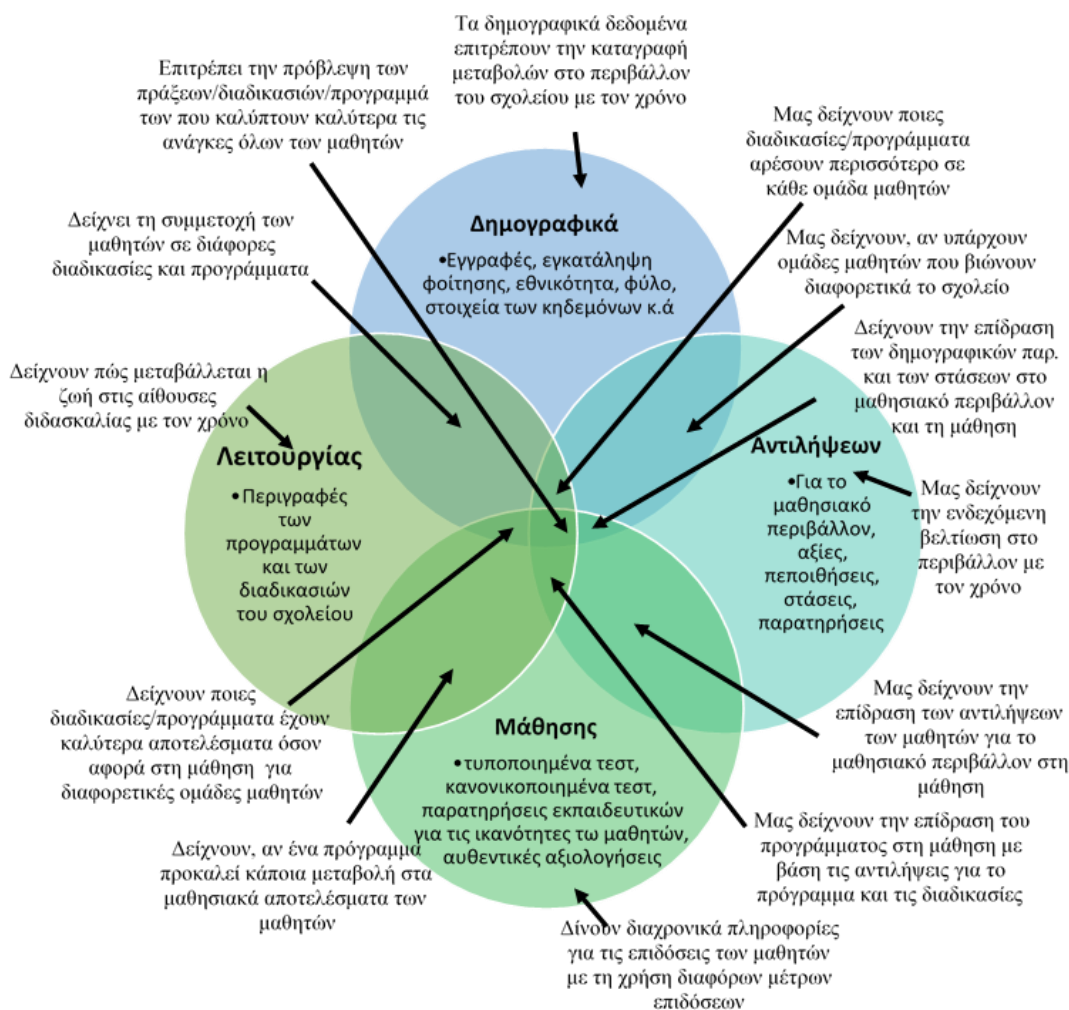 Τα δημογραφικά δεδομένα
επιτρέπουν την καταγραφή
μεταβολών στο περιβάλλον
του σχολείου με τον χρόνο
Επιτρέπει την πρόβλεψη των
πράξεων/διαδικασιών/προγραμμά
των που καλύπτουν καλύτερα τις
ανάγκες όλων των μαθητών
Μας δείχνουν ποιες
διαδικασίες/προγράμματα
αρέσουν περισσότερο σε
κάθε ομάδα μαθητών
Δείχνει τη συμμετοχή των
μαθητών σε διάφορες
διαδικασίες και προγράμματα
Δημογραφικά
•Εγγραφές, εγκατάληψη
φοίτησης, εθνικότητα, φύλο,
στοιχεία των κηδεμόνων κ.ά
Μας δείχνουν, αν υπάρχουν
ομάδες μαθητών που βιώνουν
διαφορετικά το σχολείο
Δείχνουν την επίδραση
των δημογραφικών παρ.
και των στάσεων στο
μαθησιακό περιβάλλον
και τη μάθηση
Δείχνουν πώς μεταβάλλεται η
ζωή στις αίθουσες
διδασκαλίας με τον χρόνο
Λειτουργίας
•Περιγραφές
των
προγραμμάτων
και των
διαδικασιών
του σχολείου
Αντιλήψεων
•Για το
μαθησιακό
περιβάλλον,
αξίες,
πεποιθήσεις,
στάσεις,
παρατηρήσεις
Μας δείχνουν
την ενδεχόμενη
βελτίωση στο
περιβάλλον με
τον χρόνο
Δείχνουν ποιες
διαδικασίες/προγράμματα έχουν
καλύτερα αποτελέσματα όσον
αφορά στη μάθηση για
διαφορετικές ομάδες μαθητών
Μάθησης
•τυποποιημένα τεστ,
κανονικοποιημένα τεστ,
παρατηρήσεις εκπαιδευτικών
για τις ικανότητες τω μαθητών,
αυθεντικές αξιολογήσεις
Μας δείχνουν την
επίδραση των αντιλήψεων
των μαθητών για το
μαθησιακό περιβάλλον στη
μάθηση
Δείχνουν, αν ένα πρόγραμμα
προκαλεί κάποια μεταβολή στα
μαθησιακά αποτελέσματα των
μαθητών
Μας δείχνουν την επίδραση του
προγράμματος στη μάθηση με
βάση τις αντιλήψεις για το
πρόγραμμα και τις διαδικασίες
Δίνουν διαχρονικά πληροφορίες
για τις επιδόσεις των μαθητών
με τη χρήση διαφόρων μέτρων
επιδόσεων